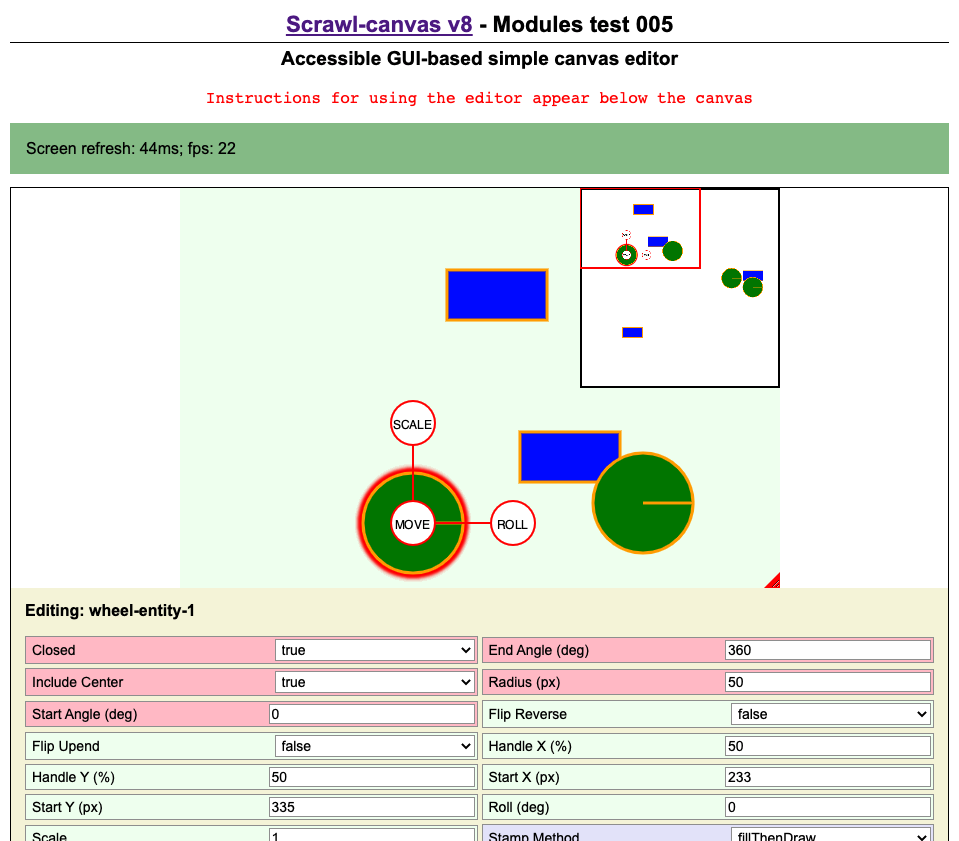 Scrawl-canvas v8 - Modules test 005
Accessible GUI-based simple canvas editor
Instructions for using the editor appear below the canvas
Screen refresh: 44ms; fps: 22
SCALE
MOVE
ROLL
Editing: wheel-entity-1
Closed true End Angle (deg) 360
Include Center true Radius (px) 50
Start Angle (deg) 0 Flip Reverse false
Flip Upend false Handle X (%) 50
Handle Y (%) 50 Start X (px) 233
Start Y (px) 335 Roll (deg) 0
Scale 1 Stamp Method fillThenDraw